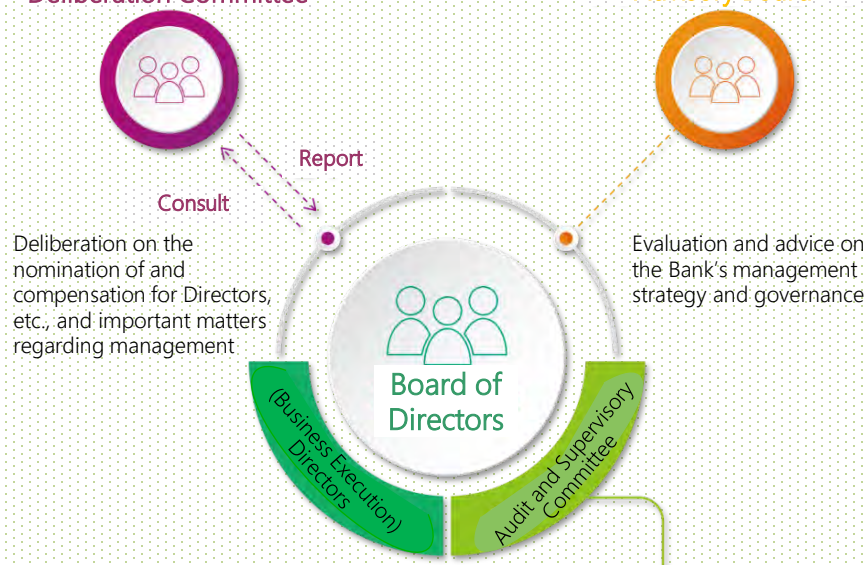 Deliberation Committee
Report
Consult
Deliberation on the
nomination of and
compensation for Directors,
etc., and important matters
regarding management
Evaluation and advice on
the Bank's management
strategy and governance
Board of
Directors
(Business Execution)
Directors
Audit and Supervisory
Committee